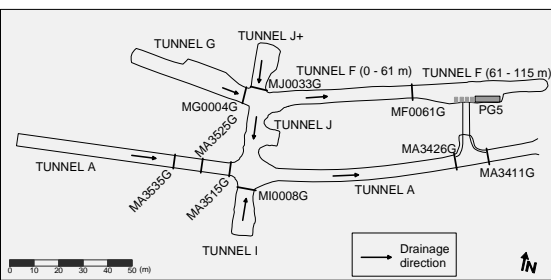 TUNNEL J+
TUNNEL G
TUNNEL F (0 - 61 m)
TUNNEL F (61 - 115 m)
MJ0033G
MG0004G
MF0061G
PG5
MA3525G
TUNNEL J
MA3426G
TUNNEL A
MA3535G
MA3515G
MI0008G
TUNNEL A
MA3411G
TUNNEL I
0 10 20 30 40 50 (m)
Drainage
direction
N